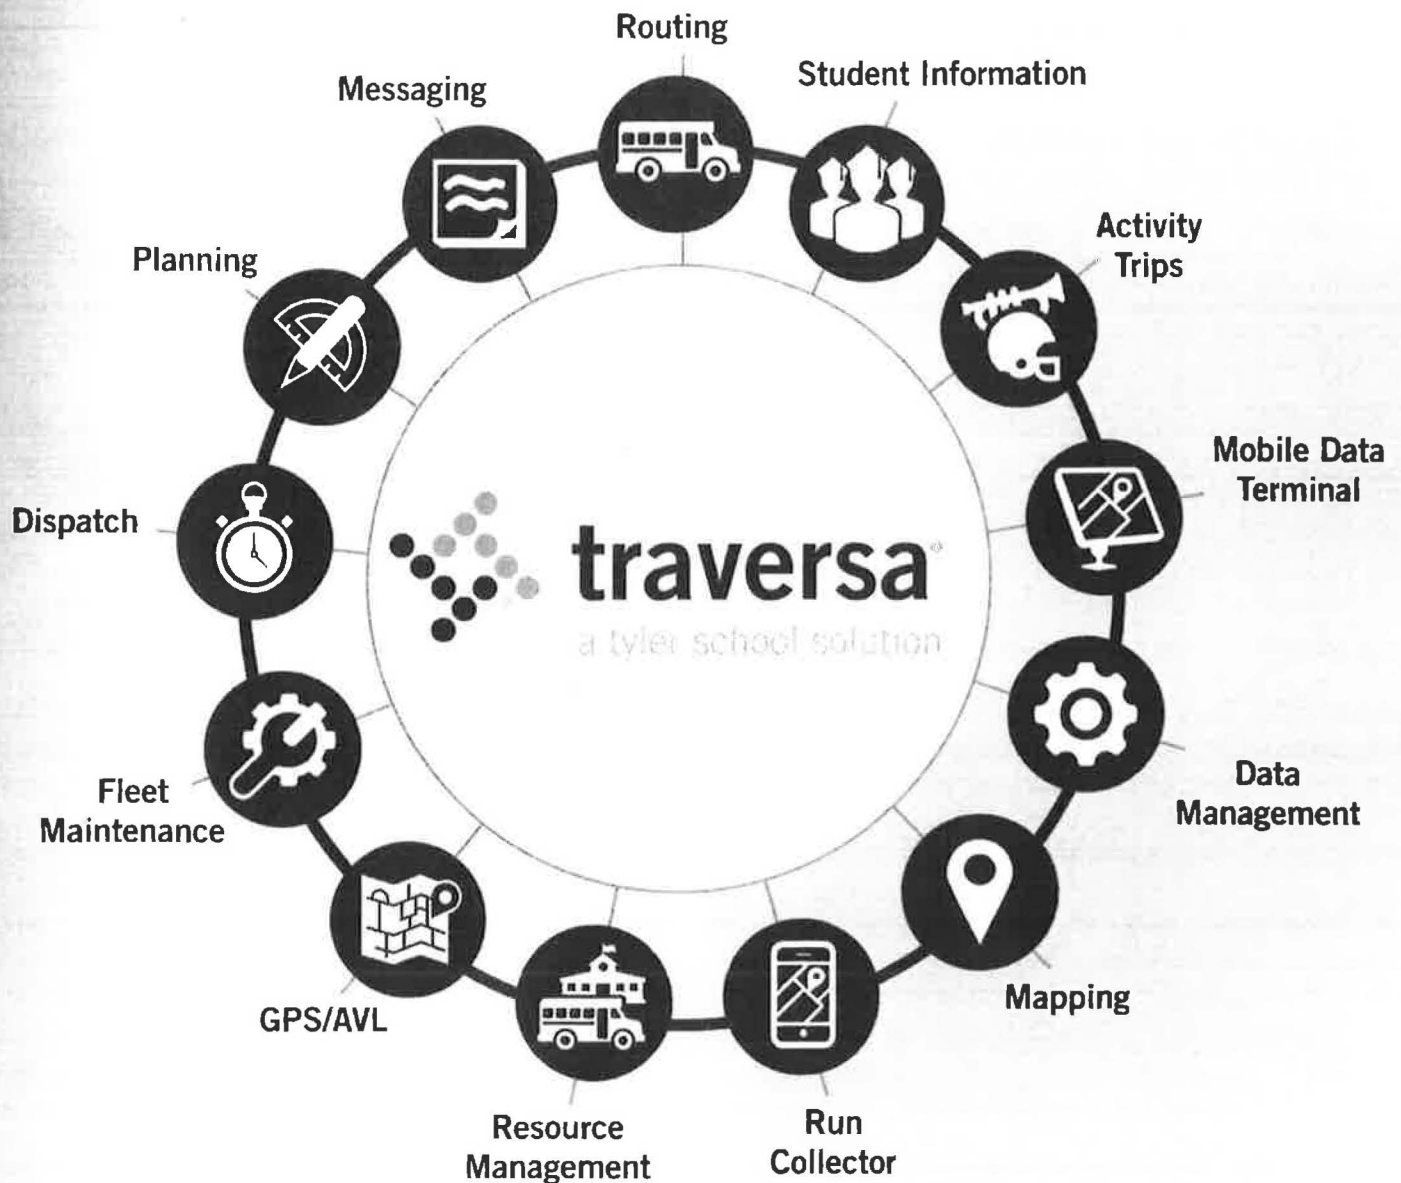 Routing
Student Information
Messaging
Activity
Trips
Planning
Mobile Data
Terminal
Dispatch
traversa®
a tyler school solution
Data
Management
Fleet
Maintenance
Mapping
GPS/AVL
Run
Collector
Resource
Management